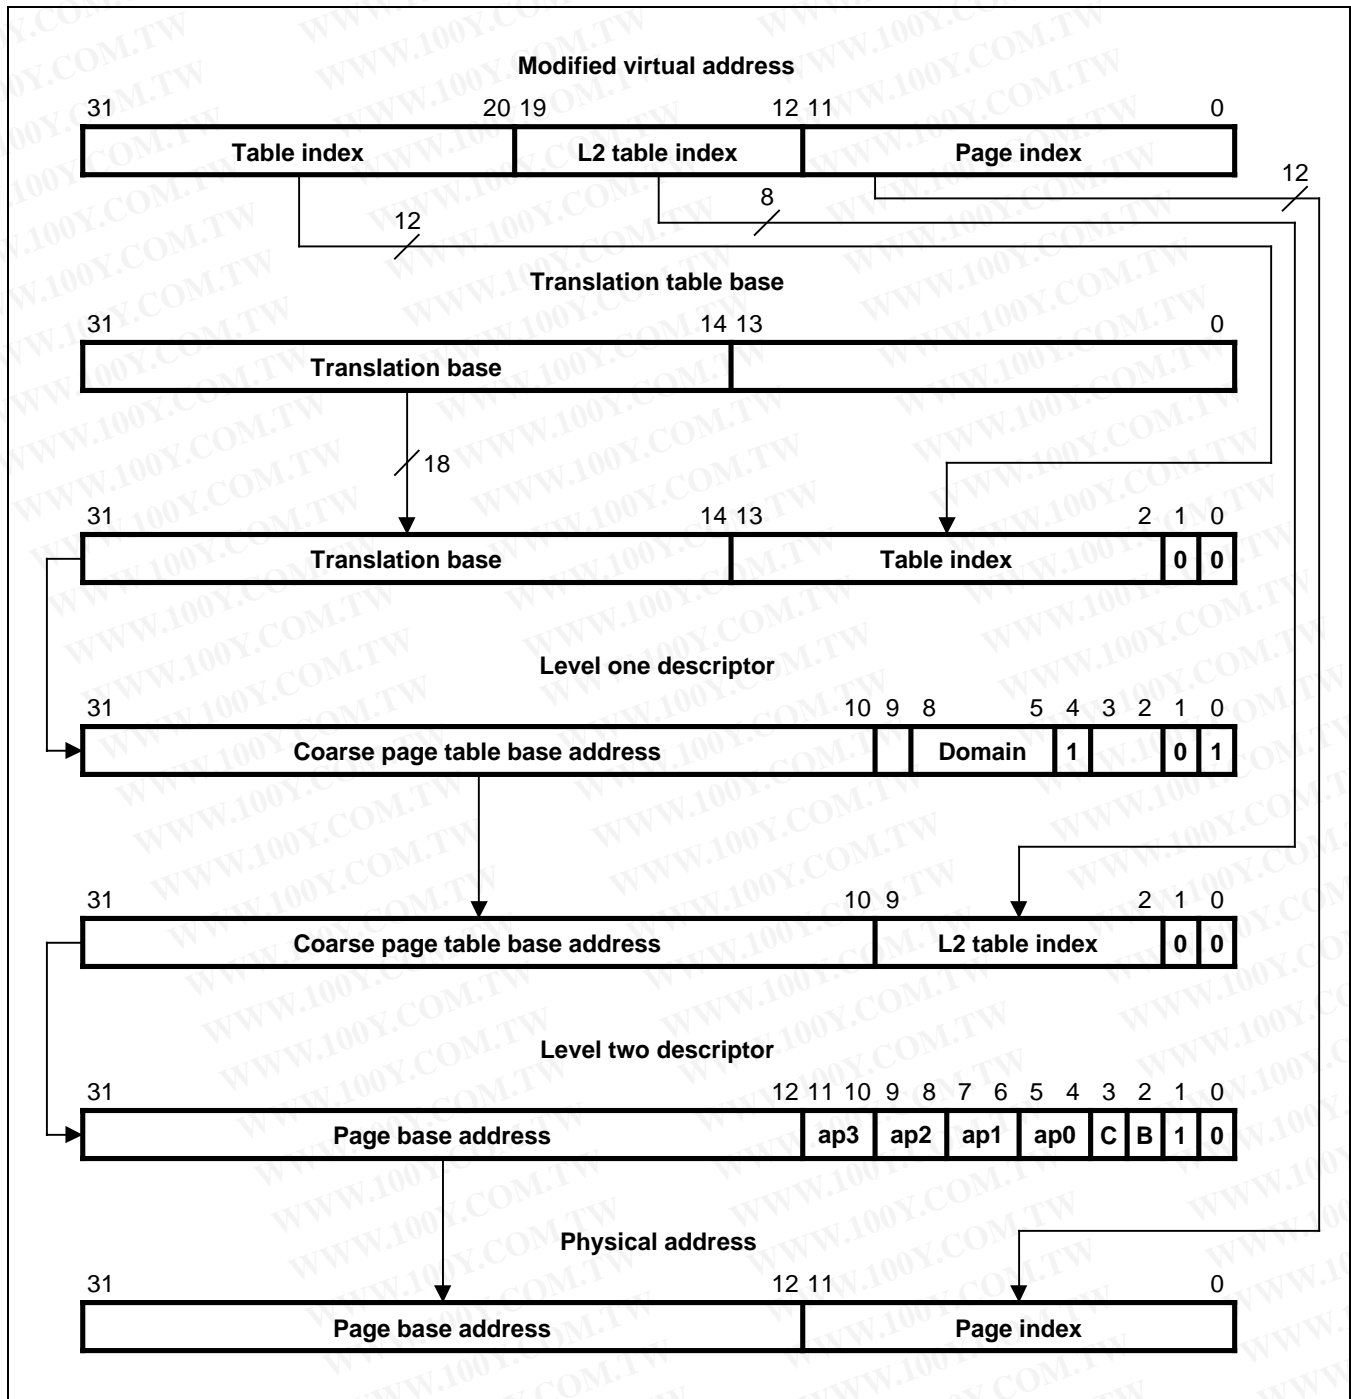 Modified virtual address
31 20 19 12 11 0
Table index L2 table index Page index
12
8
12
Translation table base
31 14 13 0
Translation base
18
31 14 13 2 1 0
Translation base Table index 0 0
Level one descriptor
31 10 9 8 5 4 3 2 1 0
Coarse page table base address Domain 1 0 1
31 10 9 2 1 0
Coarse page table base address L2 table index 0 0
Level two descriptor
31 12 11 10 9 8 7 6 5 4 3 2 1 0
Page base address ap3 ap2 ap1 ap0 C B 1 0
Physical address
31 12 11 0
Page base address Page index
WWW.100Y.COM.TW